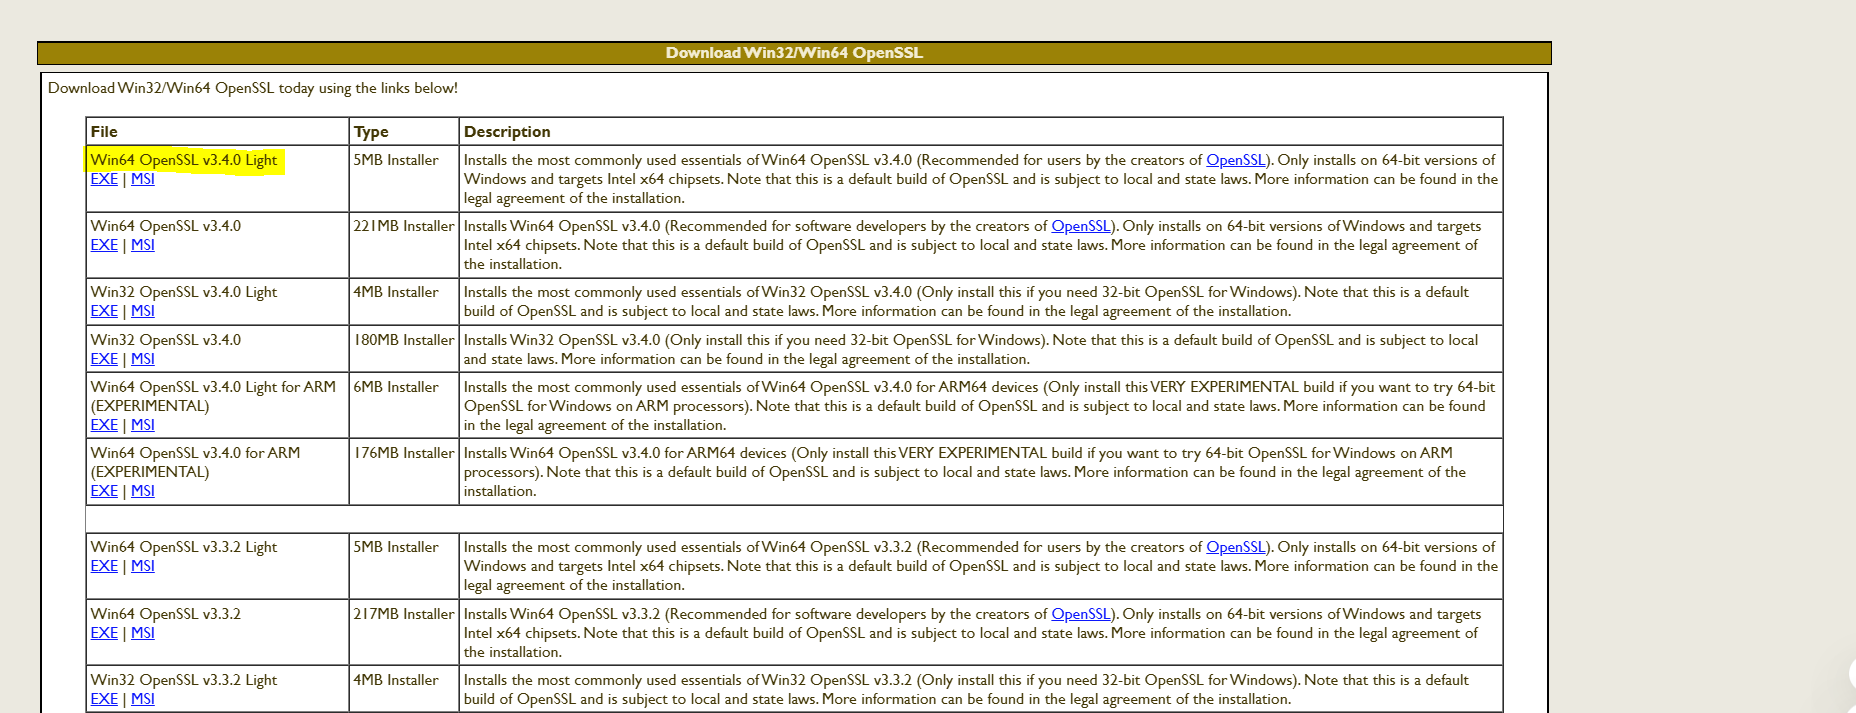 Download Win32/Win64 OpenSSL
Download Win32/Win64 OpenSSL today using the links below!
File Type Description
Win64 OpenSSL v3.4.0 Light 5MB Installer Installs the most commonly used essentials of Win64 OpenSSL v3.4.0 (Recommended for users by the creators of OpenSSL). Only installs on 64-bit versions of
EXE | MSI Windows and targets Intel x64 chipsets. Note that this is a default build of OpenSSL and is subject to local and state laws. More information can be found in the
legal agreement of the installation.
Win64 OpenSSL v3.4.0 221MB Installer Installs Win64 OpenSSL v3.4.0 (Recommended for software developers by the creators of OpenSSL). Only installs on 64-bit versions of Windows and targets
EXE | MSI Intel x64 chipsets. Note that this is a default build of OpenSSL and is subject to local and state laws. More information can be found in the legal agreement of
the installation.
Win32 OpenSSL v3.4.0 Light 4MB Installer Installs the most commonly used essentials of Win32 OpenSSL v3.4.0 (Only install this if you need 32-bit OpenSSL for Windows). Note that this is a default
EXE | MSI build of OpenSSL and is subject to local and state laws. More information can be found in the legal agreement of the installation.
Win32 OpenSSL v3.4.0 180MB Installer Installs Win32 OpenSSL v3.4.0 (Only install this if you need 32-bit OpenSSL for Windows). Note that this is a default build of OpenSSL and is subject to local
EXE | MSI and state laws. More information can be found in the legal agreement of the installation.
Win64 OpenSSL v3.4.0 Light for ARM 6MB Installer Installs the most commonly used essentials of Win64 OpenSSL v3.4.0 for ARM64 devices (Only install this VERY EXPERIMENTAL build if you want to try 64-bit
(EXPERIMENTAL) OpenSSL for Windows on ARM processors). Note that this is a default build of OpenSSL and is subject to local and state laws. More information can be found
EXE | MSI in the legal agreement of the installation.
Win64 OpenSSL v3.4.0 for ARM 176MB Installer Installs Win64 OpenSSL v3.4.0 for ARM64 devices (Only install this VERY EXPERIMENTAL build if you want to try 64-bit OpenSSL for Windows on ARM
(EXPERIMENTAL) processors). Note that this is a default build of OpenSSL and is subject to local and state laws. More information can be found in the legal agreement of the
EXE | MSI installation.
Win64 OpenSSL v3.3.2 Light 5MB Installer Installs the most commonly used essentials of Win64 OpenSSL v3.3.2 (Recommended for users by the creators of OpenSSL). Only installs on 64-bit versions of
EXE | MSI Windows and targets Intel x64 chipsets. Note that this is a default build of OpenSSL and is subject to local and state laws. More information can be found in the
legal agreement of the installation.
Win64 OpenSSL v3.3.2 217MB Installer Installs Win64 OpenSSL v3.3.2 (Recommended for software developers by the creators of OpenSSL). Only installs on 64-bit versions of Windows and targets
EXE | MSI Intel x64 chipsets. Note that this is a default build of OpenSSL and is subject to local and state laws. More information can be found in the legal agreement of
the installation.
Win32 OpenSSL v3.3.2 Light 4MB Installer Installs the most commonly used essentials of Win32 OpenSSL v3.3.2 (Only install this if you need 32-bit OpenSSL for Windows). Note that this is a default
EXE | MSI build of OpenSSL and is subject to local and state laws. More information can be found in the legal agreement of the installation.